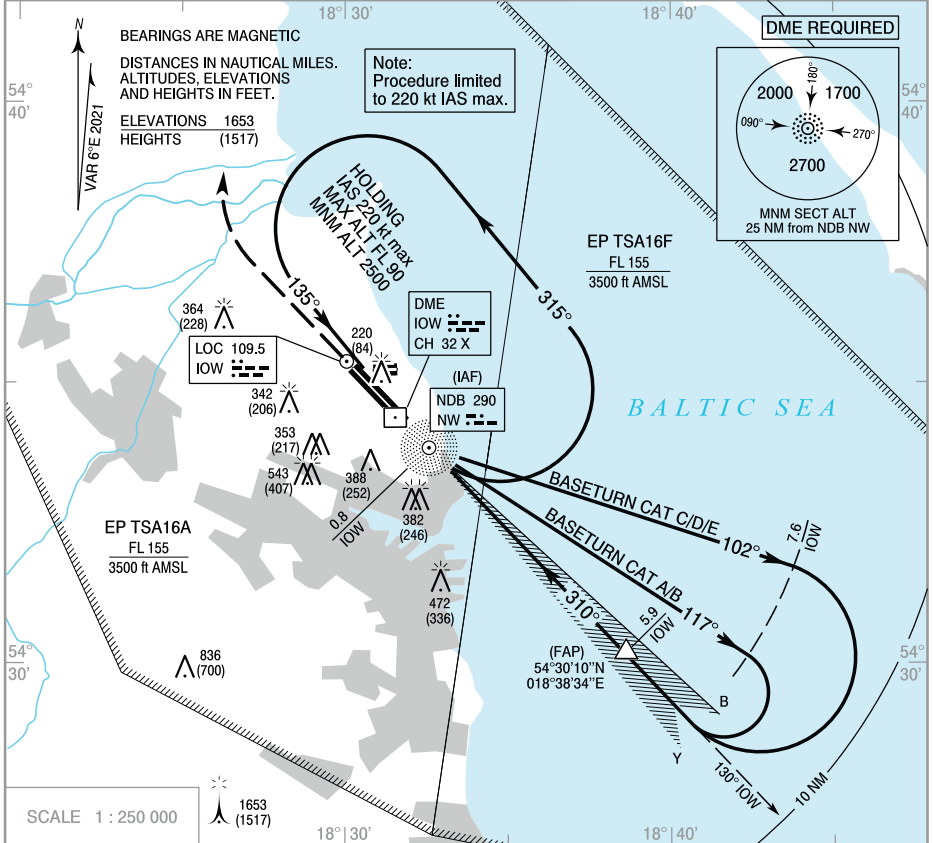 18°30'
18°40'
N
VAR 6°E 2021
BEARINGS ARE MAGNETIC
DISTANCES IN NAUTICAL MILES.
ALTITUDES, ELEVATIONS
AND HEIGHTS IN FEET.
ELEVATIONS 1653
HEIGHTS (1517)
Note:
Procedure limited
to 220 kt IAS max.
DME REQUIRED
180°
2000 1700
090° 270°
2700
MNM SECT ALT
25 NM from NDB NW
54°
40'
54°
40'
HOLDING
IAS 220 kt max
MAX ALT FL 90
MNM ALT 2500
135°
315°
EP TSA16F
FL 155
3500 ft AMSL
364
(228)
220
(84)
DME
IOW
CH 32 X
LOC 109.5
IOW
(IAF)
NDB 290
NW
342
(206)
BALTIC SEA
353
(217)
543
(407)
388
(252)
382
(246)
0.8
IOW
BASETURN CAT C/D/E
102°
BASETURN CAT A/B
117°
7.6
IOW
EP TSA16A
FL 155
3500 ft AMSL
472
(336)
310°
5.9
IOW
(FAP)
54°30'10"N
018°38'34"E
836
(700)
54°
30'
54°
30'
B
Y
130° IOW
10 NM
1653
(1517)
SCALE 1 : 250 000
18°30'
18°40'